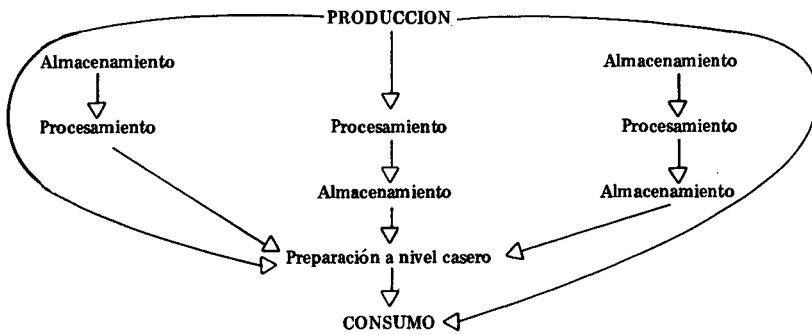 PRODUCCION
Almacenamiento
Almacenamiento
Procesamiento
Procesamiento
Procesamiento
Almacenamiento
Almacenamiento
Preparación a nivel casero
CONSUMO